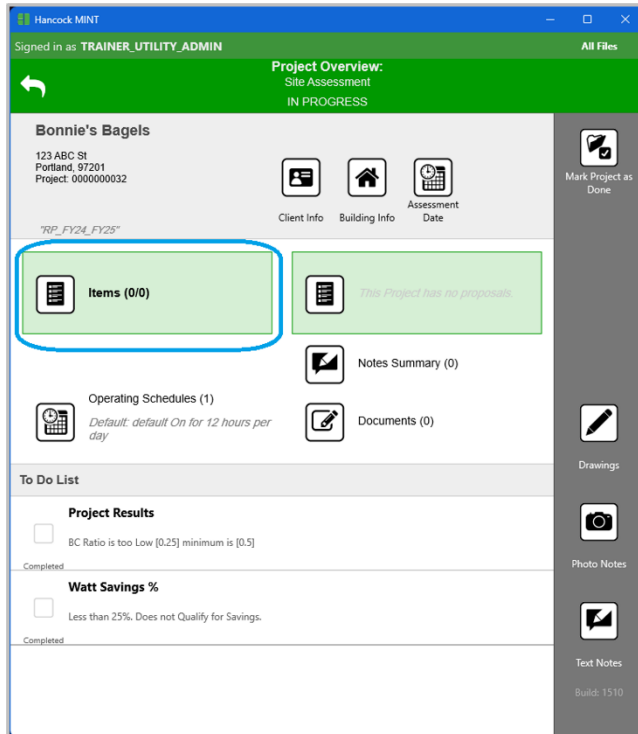 Hancock MINT
Signed in as TRAINER_UTILITY_ADMIN
All Files
Project Overview:
Site Assessment
IN PROGRESS
Bonnie's Bagels
123 ABC St
Portland, 97201
Project: 0000000032
"RP_FY24_FY25"
Client Info
Building Info
Assessment
Date
Mark Project as
Done
Items (0/0)
This Project has no proposals.
Notes Summary (0)
Operating Schedules (1)
Default: default On for 12 hours per
day
Documents (0)
Drawings
To Do List
Project Results
BC Ratio is too Low [0.25] minimum is [0.5]
Completed
Photo Notes
Watt Savings %
Less than 25%. Does not Qualify for Savings.
Completed
Text Notes
Build: 1510